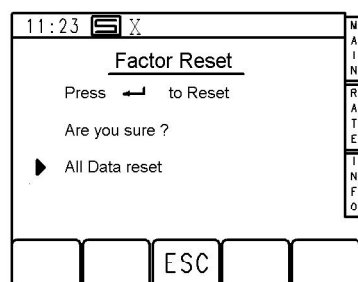 11:23 S X
Factor Reset
Press to Reset
Are you sure ?
All Data reset
ESC
MAIN
RATE
INFO